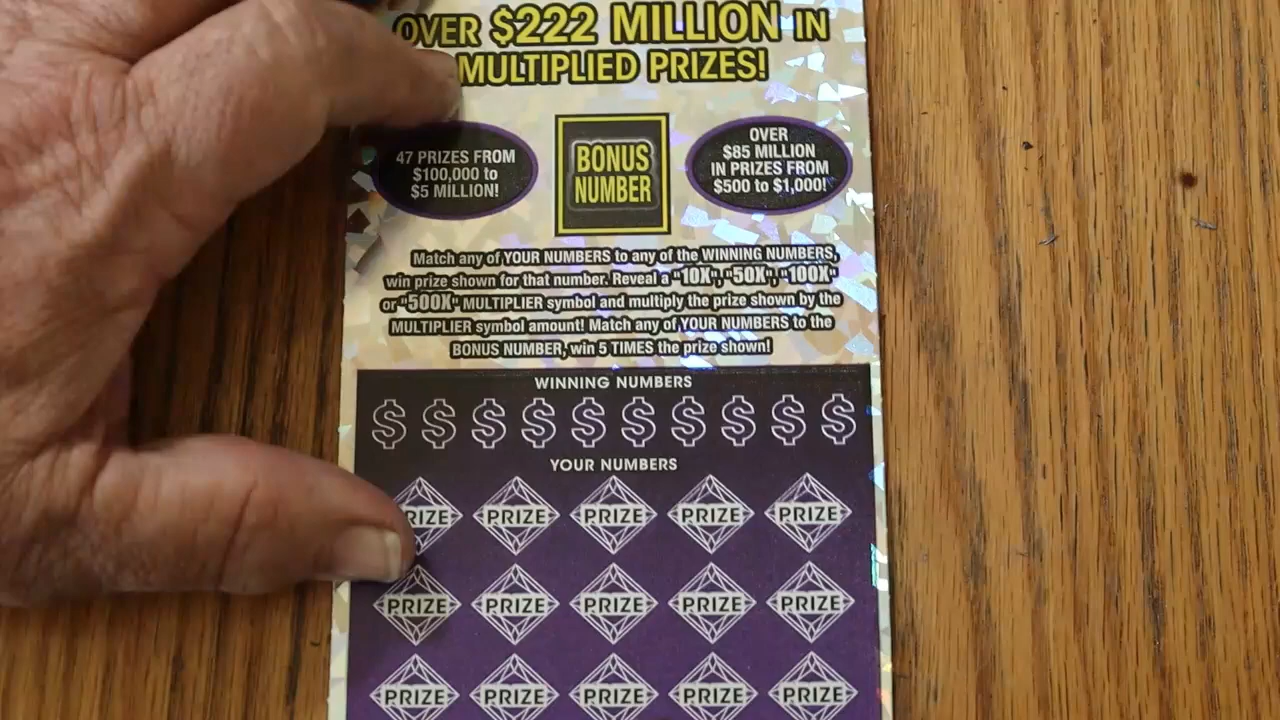 OVER $222 MILLION IN
MULTIPLIED PRIZES!
47 PRIZES FROM
$100,000 to
$5 MILLION!
BONUS
NUMBER
OVER
$85 MILLION
IN PRIZES FROM
$500 to $1,000!
Match any of YOUR NUMBERS to any of the WINNING NUMBERS,
win prize shown for that number. Reveal a "10X", "50X", "100X"
or "500X" MULTIPLIER symbol and multiply the prize shown by the
MULTIPLIER symbol amount! Match any of YOUR NUMBERS to the
BONUS NUMBER, win 5 TIMES the prize shown!
WINNING NUMBERS
$ $ $ $ $ $ $ $ $ $
YOUR NUMBERS
PRIZE PRIZE PRIZE PRIZE PRIZE
PRIZE PRIZE PRIZE PRIZE PRIZE
PRIZE PRIZE PRIZE PRIZE PRIZE